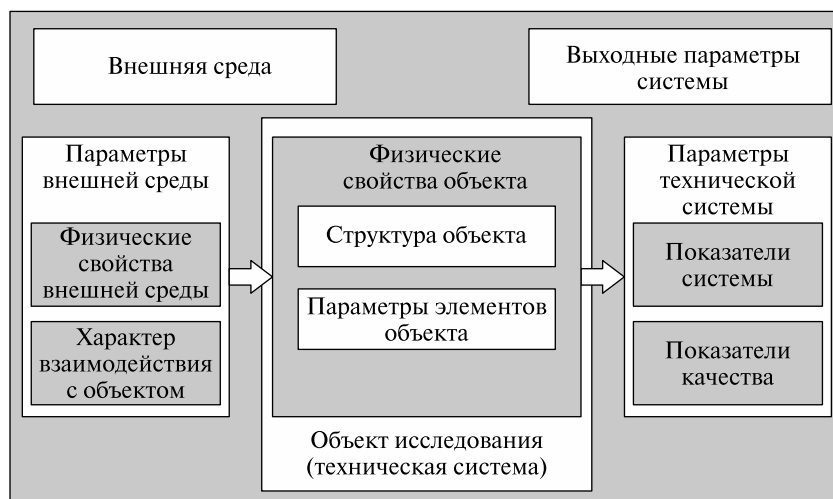 Внешняя среда
Выходные параметры
системы
Параметры
внешней среды
Физические
свойства
внешней среды
Характер
взаимодействия
с объектом
Физические
свойства объекта
Структура объекта
Параметры элементов
объекта
Объект исследования
(техническая система)
Параметры
технической
системы
Показатели
системы
Показатели
качества